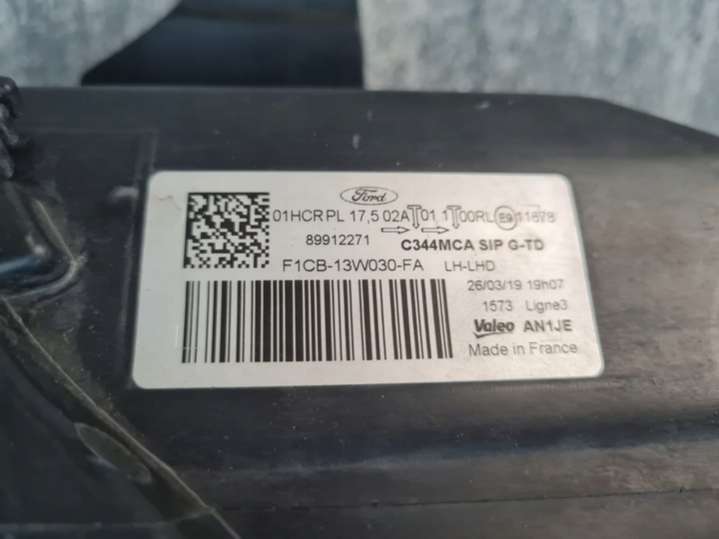 Ford
01HCR PL 17,5 02A 01 1 00RL E9 11878
89912271 C344MCA SIP G-TD
F1CB-13W030-FA LH-LHD
26/03/19 19h07
1573 Ligne3
Valeo AN1JE
Made in France